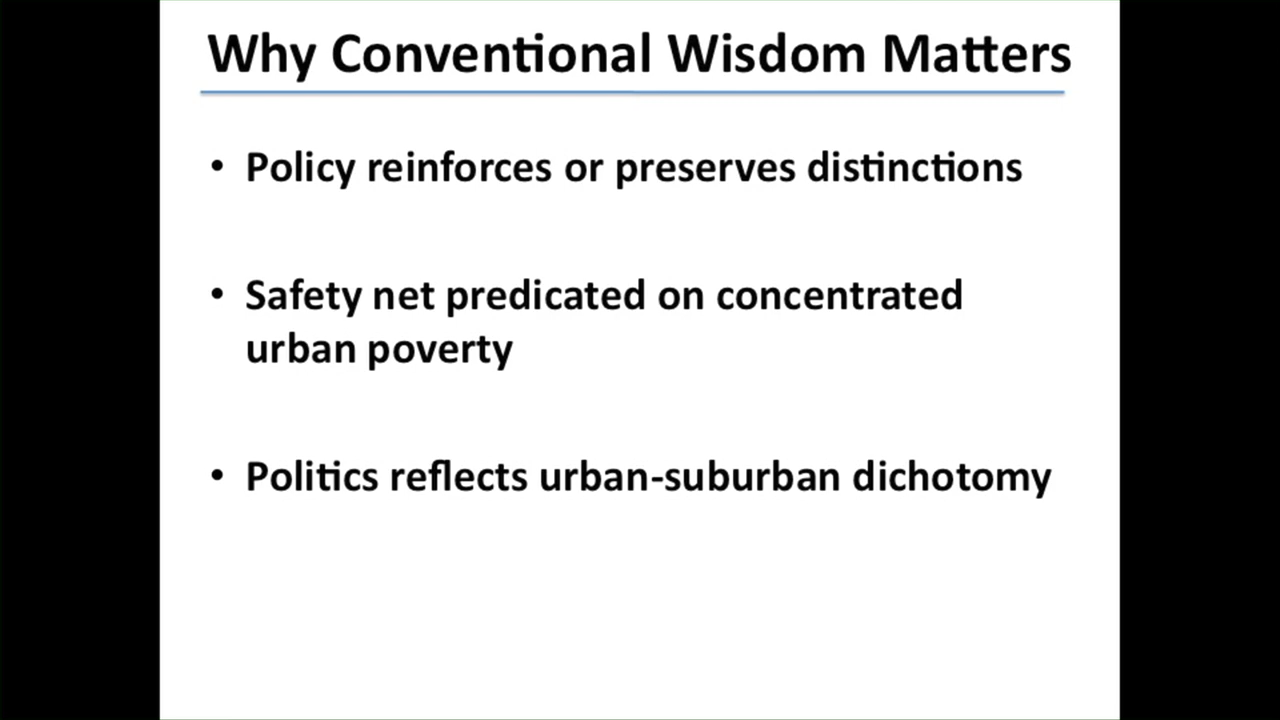 Why Conventional Wisdom Matters
• Policy reinforces or preserves distinctions
• Safety net predicated on concentrated
urban poverty
• Politics reflects urban-suburban dichotomy